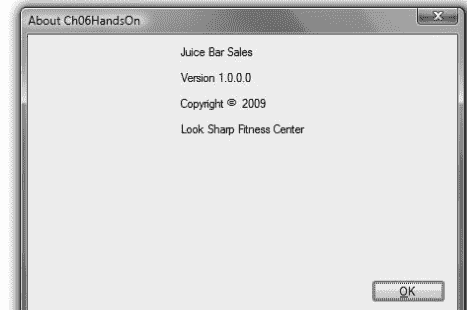 About Ch06HandsOn
Juice Bar Sales
Version 1.0.0.0
Copyright © 2009
Look Sharp Fitness Center
OK